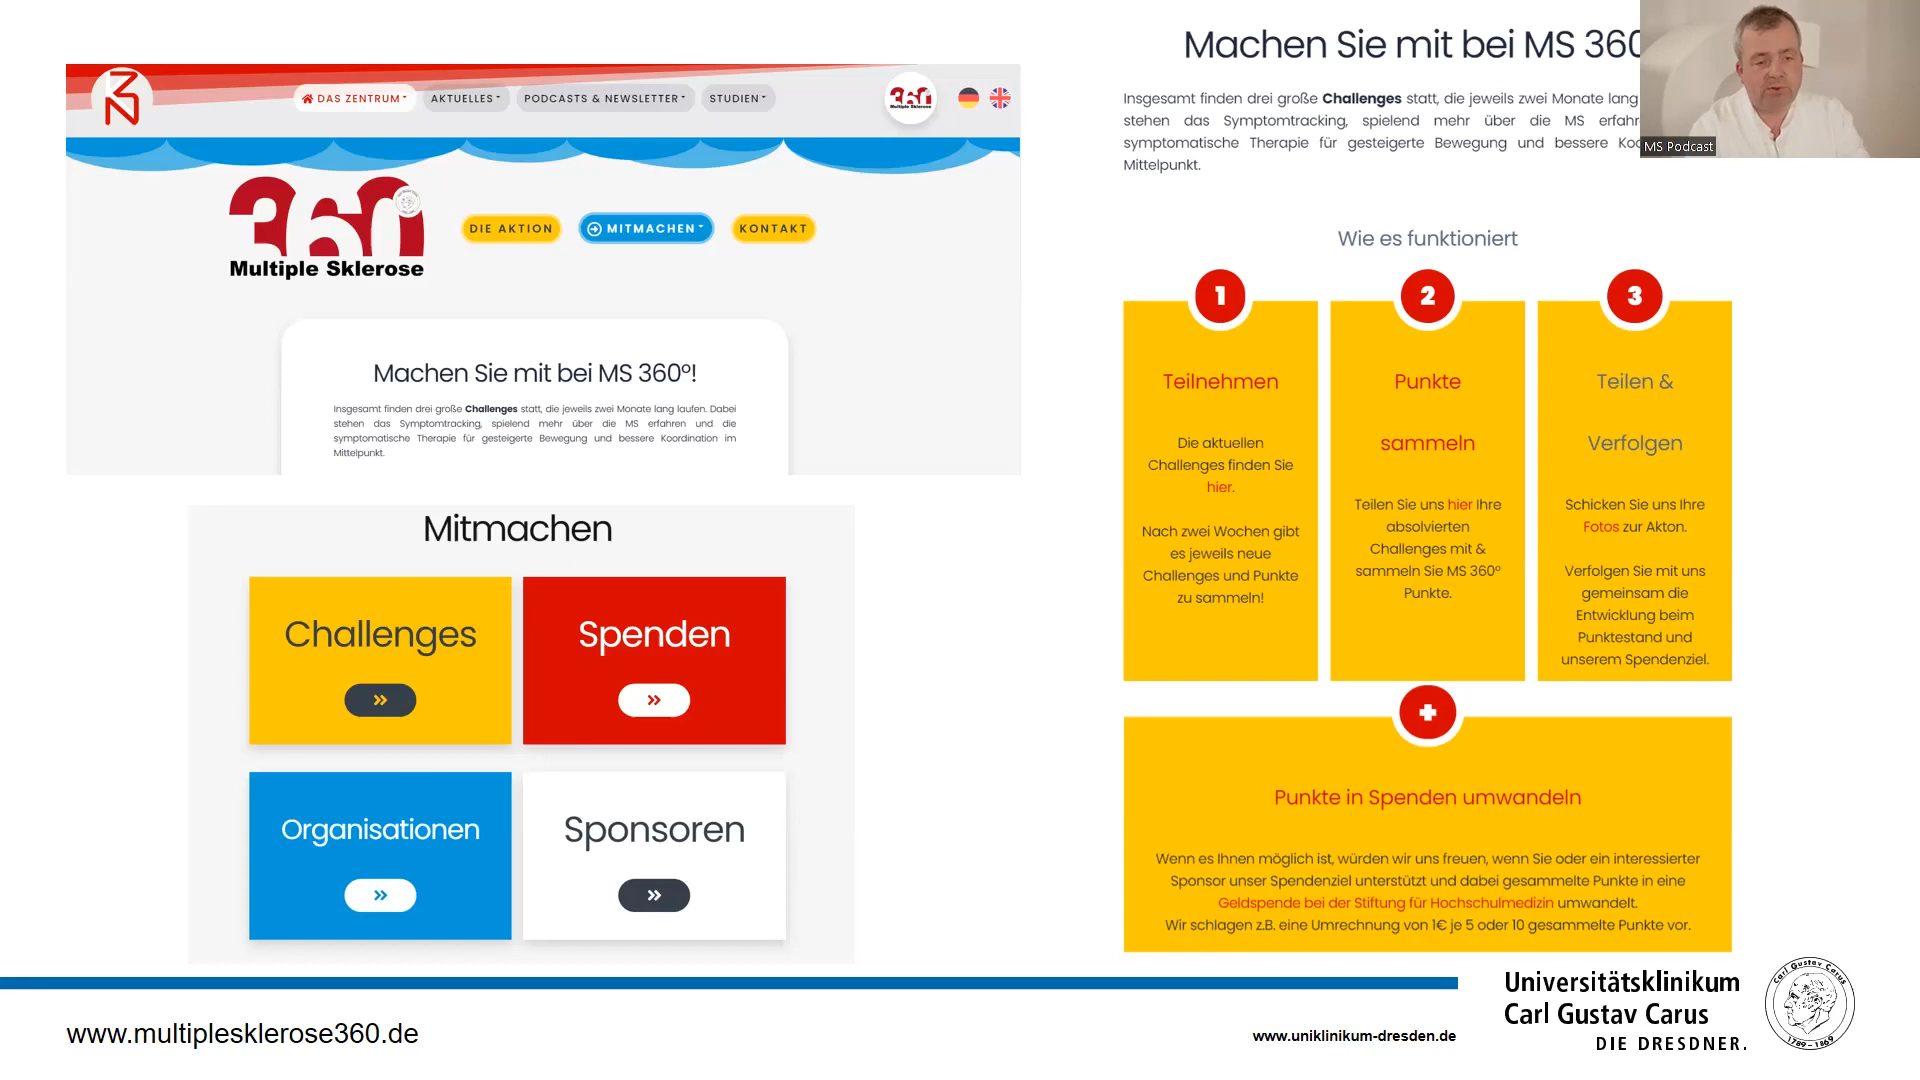 DAS ZENTRUM
AKTUELLES
PODCASTS & NEWSLETTER
STUDIEN
360
Multiple Sklerose
360
Multiple Sklerose
DIE AKTION
MITMACHEN
KONTAKT
Machen Sie mit bei MS 360º!
Insgesamt finden drei große Challenges statt, die jeweils zwei Monate lang laufen. Dabei
stehen das Symptomtracking, spielend mehr über die MS erfahren und die
symptomatische Therapie für gesteigerte Bewegung und bessere Koordination im
Mittelpunkt.
Mitmachen
Challenges
Spenden
Organisationen
Sponsoren
Machen Sie mit bei MS 360
Insgesamt finden drei große Challenges statt, die jeweils zwei Monate lang
stehen das Symptomtracking, spielend mehr über die MS erfahr
symptomatische Therapie für gesteigerte Bewegung und bessere Koo
Mittelpunkt.
MS Podcast
Wie es funktioniert
1
Teilnehmen
Die aktuellen
Challenges finden Sie
hier.
Nach zwei Wochen gibt
es jeweils neue
Challenges und Punkte
zu sammeln!
2
Punkte
sammeln
Teilen Sie uns hier Ihre
absolvierten
Challenges mit &
sammeln Sie MS 360º
Punkte.
3
Teilen &
Verfolgen
Schicken Sie uns Ihre
Fotos zur Akton.
Verfolgen Sie mit uns
gemeinsam die
Entwicklung beim
Punktestand und
unserem Spendenziel.
Punkte in Spenden umwandeln
Wenn es Ihnen möglich ist, würden wir uns freuen, wenn Sie oder ein interessierter
Sponsor unser Spendenziel unterstützt und dabei gesammelte Punkte in eine
Geldspende bei der Stiftung für Hochschulmedizin umwandelt.
Wir schlagen z.B. eine Umrechnung von 1€ je 5 oder 10 gesammelte Punkte vor.
www.multiplesklerose360.de
www.uniklinikum-dresden.de
Universitätsklinikum
Carl Gustav Carus
DIE DRESDNER.
Carl Gustav Carus
1789-1869